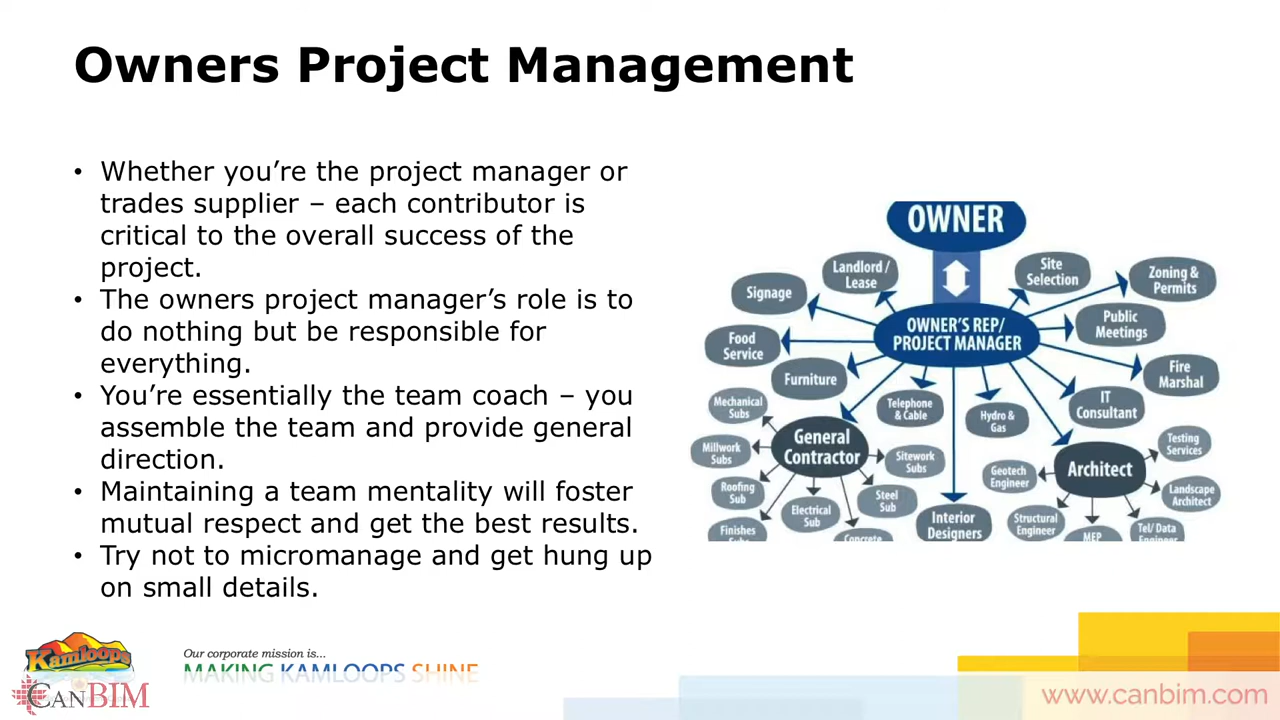 Owners Project Management
• Whether you’re the project manager or
trades supplier – each contributor is
critical to the overall success of the
project.
• The owners project manager’s role is to
do nothing but be responsible for
everything.
• You’re essentially the team coach – you
assemble the team and provide general
direction.
• Maintaining a team mentality will foster
mutual respect and get the best results.
• Try not to micromanage and get hung up
on small details.
OWNER
Landlord /
Lease
Site
Selection
Zoning &
Permits
Signage
Public
Meetings
OWNER'S REP/
PROJECT MANAGER
Food
Service
Furniture
Fire
Marshal
IT
Consultant
Telephone
& Cable
Hydro &
Gas
Mechanical
Subs
General
Contractor
Millwork
Subs
Sitework
Subs
Roofing
Sub
Electrical
Sub
Steel
Sub
Finishes
Subs
Concrete
Interior
Designers
Architect
Testing
Services
Geotech
Engineer
Landscape
Architect
Structural
Engineer
MEP
Tel/ Data
Engineer
Kamloops
Our corporate mission is...
MAKING KAMLOOPS SHINE
CANBIM
www.canbim.com